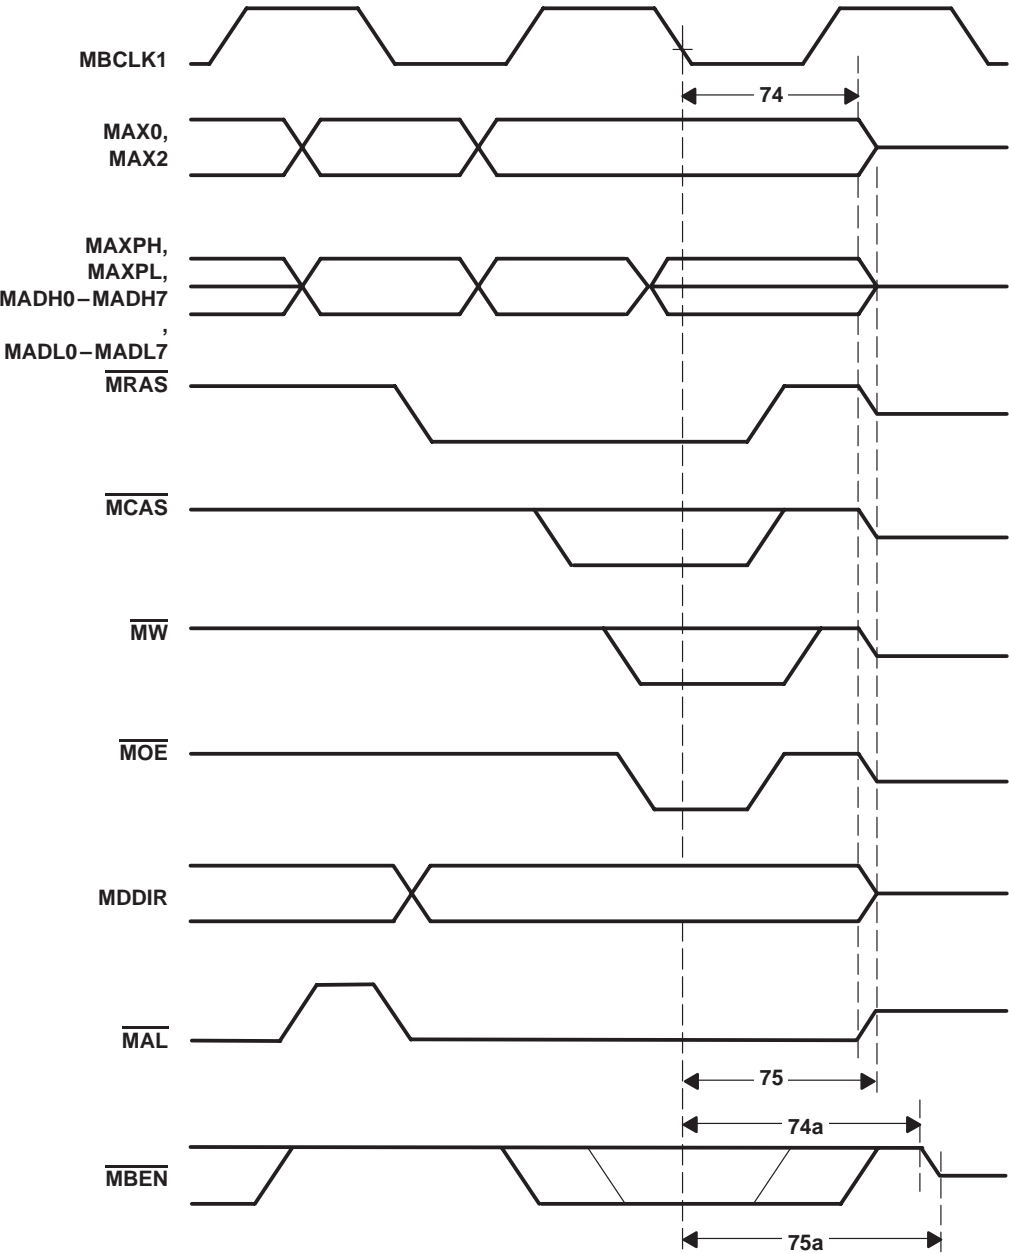 MBCLK1
74
MAX0,
MAX2
MAXPH,
MAXPL,
MADH0–MADH7
,
MADL0–MADL7
MRAS
MCAS
MW
MOE
MDDIR
MAL
75
74a
MBEN
75a